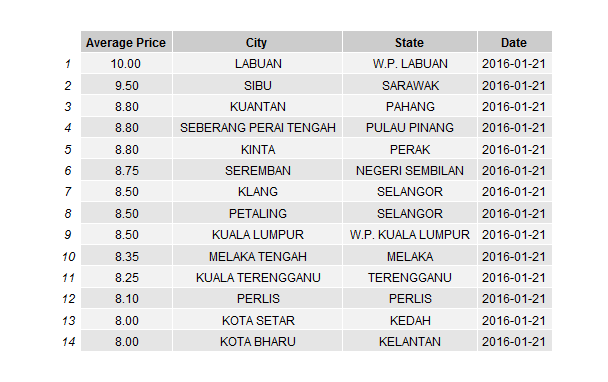 Average Price City State Date
1 10.00 LABUAN W.P. LABUAN 2016-01-21
2 9.50 SIBU SARAWAK 2016-01-21
3 8.80 KUANTAN PAHANG 2016-01-21
4 8.80 SEBERANG PERAI TENGAH PULAU PINANG 2016-01-21
5 8.80 KINTA PERAK 2016-01-21
6 8.75 SEREMBAN NEGERI SEMBILAN 2016-01-21
7 8.50 KLANG SELANGOR 2016-01-21
8 8.50 PETALING SELANGOR 2016-01-21
9 8.50 KUALA LUMPUR W.P. KUALA LUMPUR 2016-01-21
10 8.35 MELAKA TENGAH MELAKA 2016-01-21
11 8.25 KUALA TERENGGANU TERENGGANU 2016-01-21
12 8.10 PERLIS PERLIS 2016-01-21
13 8.00 KOTA SETAR KEDAH 2016-01-21
14 8.00 KOTA BHARU KELANTAN 2016-01-21